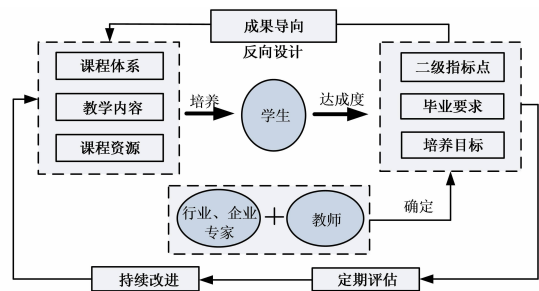 成果导向
反向设计
课程体系
教学内容
课程资源
培养
学生
达成度
二级指标点
毕业要求
培养目标
行业、企业
专家
+
教师
确定
持续改进
定期评估